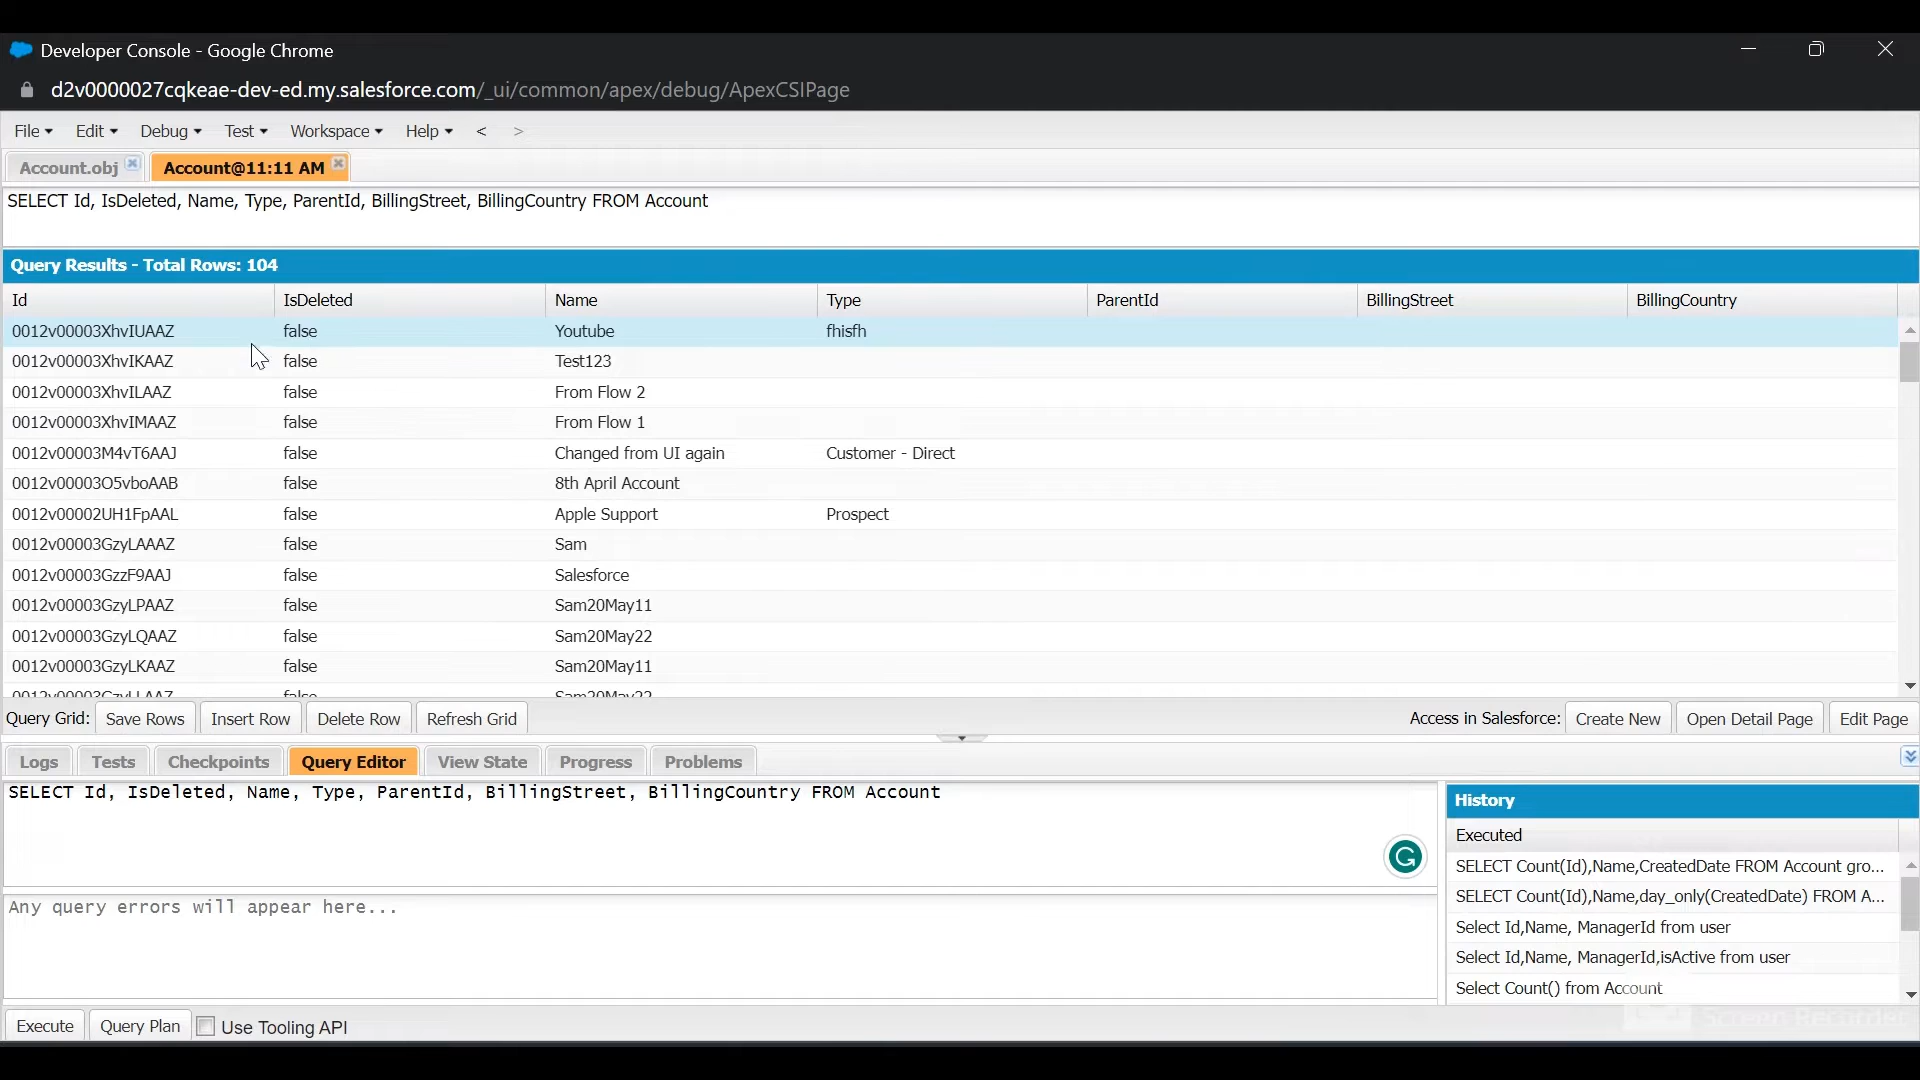 Developer Console - Google Chrome
d2v0000027cqkeae-dev-ed.my.salesforce.com/_ui/common/apex/debug/ApexCSIPage
File Edit Debug Test Workspace Help < >
Account.obj Account@11:11 AM
SELECT Id, IsDeleted, Name, Type, ParentId, BillingStreet, BillingCountry FROM Account
Query Results - Total Rows: 104
Id IsDeleted Name Type ParentId BillingStreet BillingCountry
0012v00003XhvIUAAZ false Youtube fhisfh
0012v00003XhvIKAAZ false Test123
0012v00003XhvILAAZ false From Flow 2
0012v00003XhvIMAAZ false From Flow 1
0012v00003M4vT6AAJ false Changed from UI again Customer - Direct
0012v00003O5vboAAB false 8th April Account
0012v00002UH1FpAAL false Apple Support Prospect
0012v00003GzyLAAAZ false Sam
0012v00003GzzF9AAJ false Salesforce
0012v00003GzyLPAAZ false Sam20May11
0012v00003GzyLQAAZ false Sam20May22
0012v00003GzyLKAAZ false Sam20May11
0012v00003GzyLLAAZ false Sam20May22
Query Grid: Save Rows Insert Row Delete Row Refresh Grid Access in Salesforce: Create New Open Detail Page Edit Page
Logs Tests Checkpoints Query Editor View State Progress Problems
SELECT Id, IsDeleted, Name, Type, ParentId, BillingStreet, BillingCountry FROM Account
Any query errors will appear here...
History
Executed
SELECT Count(Id),Name,CreatedDate FROM Account gro...
SELECT Count(Id),Name,day_only(CreatedDate) FROM A...
Select Id,Name, ManagerId from user
Select Id,Name, ManagerId,isActive from user
Select Count() from Account
Execute Query Plan Use Tooling API
Screen Recorder